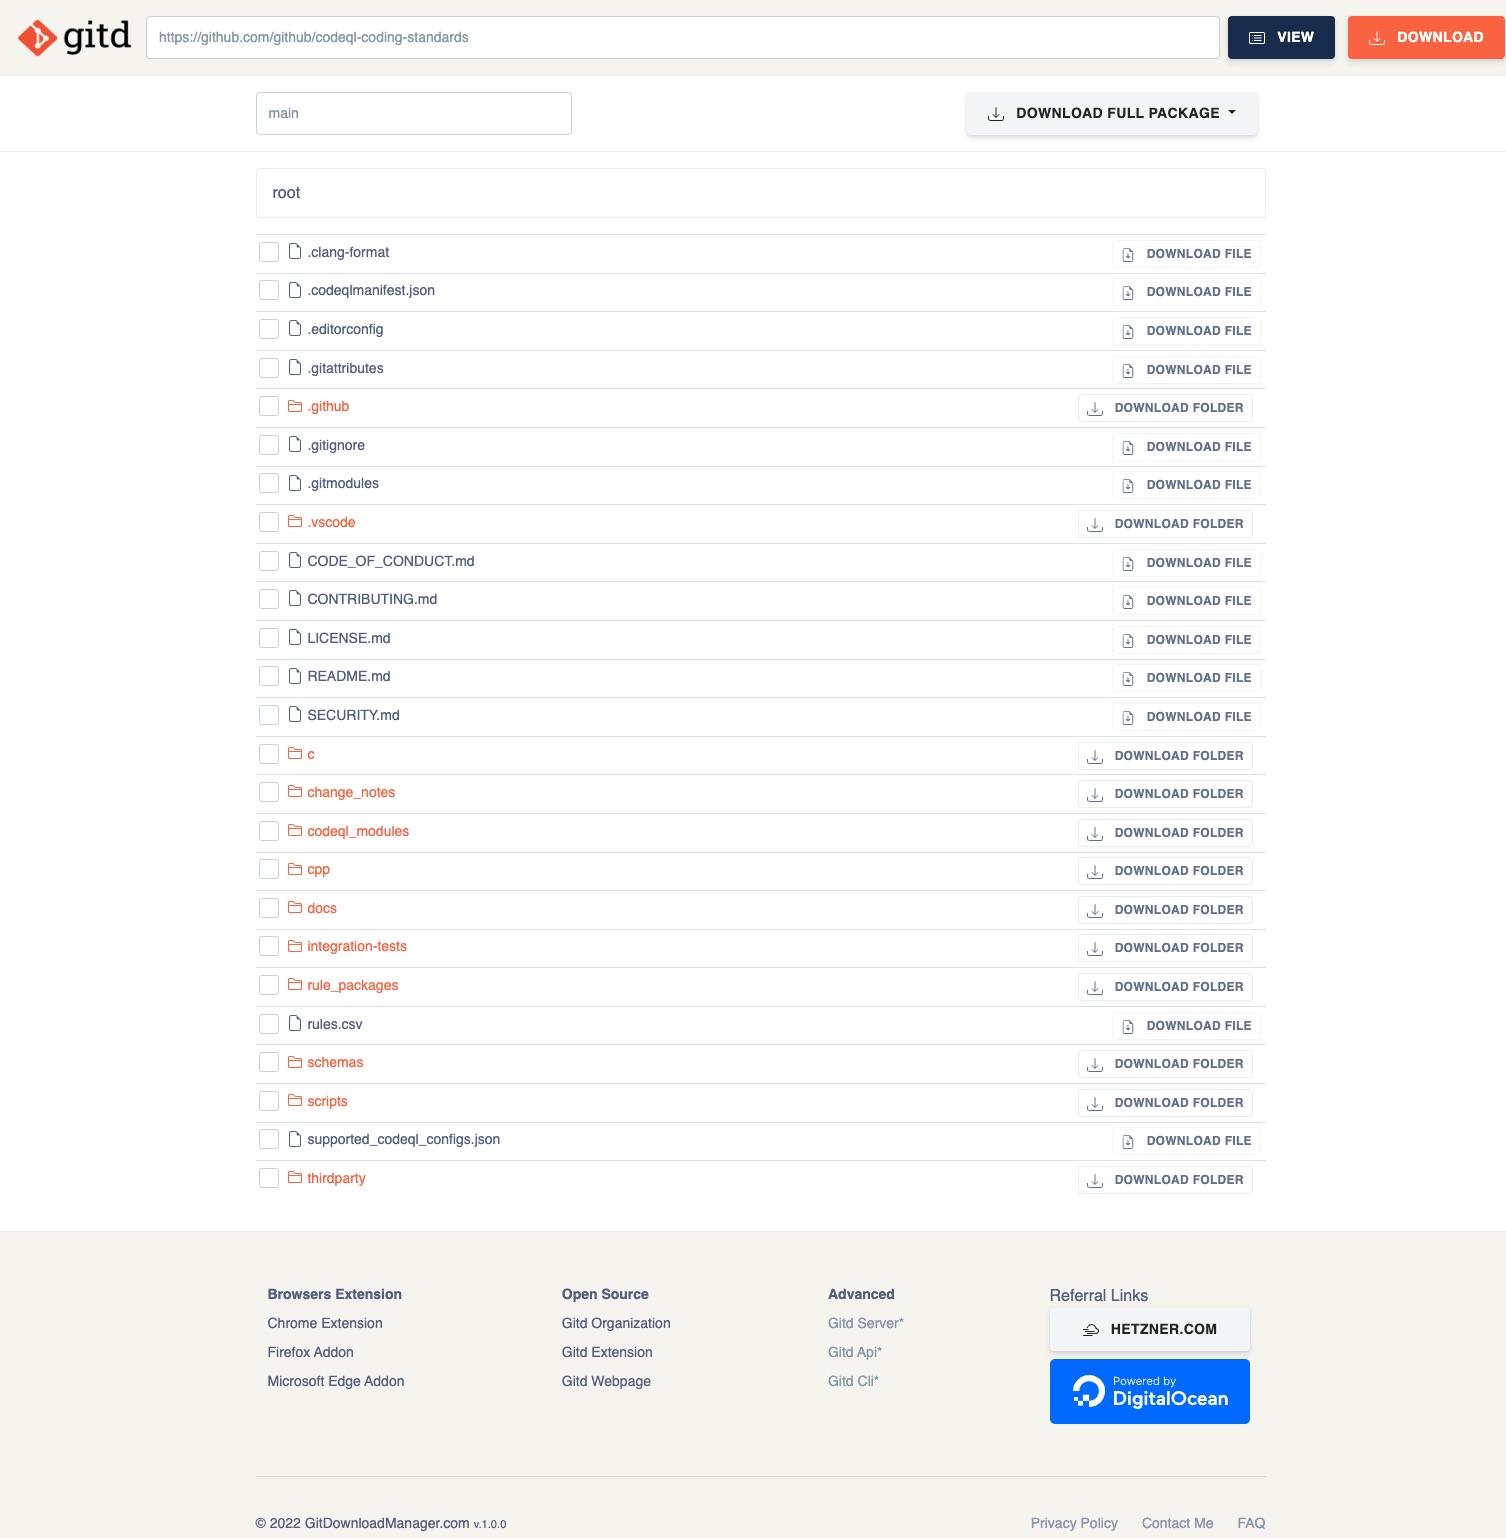 gitd https://github.com/github/codeql-coding-standards VIEW DOWNLOAD
main DOWNLOAD FULL PACKAGE
root
.clang-format DOWNLOAD FILE
.codeqlmanifest.json DOWNLOAD FILE
.editorconfig DOWNLOAD FILE
.gitattributes DOWNLOAD FILE
.github DOWNLOAD FOLDER
.gitignore DOWNLOAD FILE
.gitmodules DOWNLOAD FILE
.vscode DOWNLOAD FOLDER
CODE_OF_CONDUCT.md DOWNLOAD FILE
CONTRIBUTING.md DOWNLOAD FILE
LICENSE.md DOWNLOAD FILE
README.md DOWNLOAD FILE
SECURITY.md DOWNLOAD FILE
c DOWNLOAD FOLDER
change_notes DOWNLOAD FOLDER
codeql_modules DOWNLOAD FOLDER
cpp DOWNLOAD FOLDER
docs DOWNLOAD FOLDER
integration-tests DOWNLOAD FOLDER
rule_packages DOWNLOAD FOLDER
rules.csv DOWNLOAD FILE
schemas DOWNLOAD FOLDER
scripts DOWNLOAD FOLDER
supported_codeql_configs.json DOWNLOAD FILE
thirdparty DOWNLOAD FOLDER
Browsers Extension
Chrome Extension
Firefox Addon
Microsoft Edge Addon
Open Source
Gitd Organization
Gitd Extension
Gitd Webpage
Advanced
Gitd Server*
Gitd Api*
Gitd Cli*
Referral Links
HETZNER.COM
Powered by
DigitalOcean
© 2022 GitDownloadManager.com v.1.0.0 Privacy Policy Contact Me FAQ